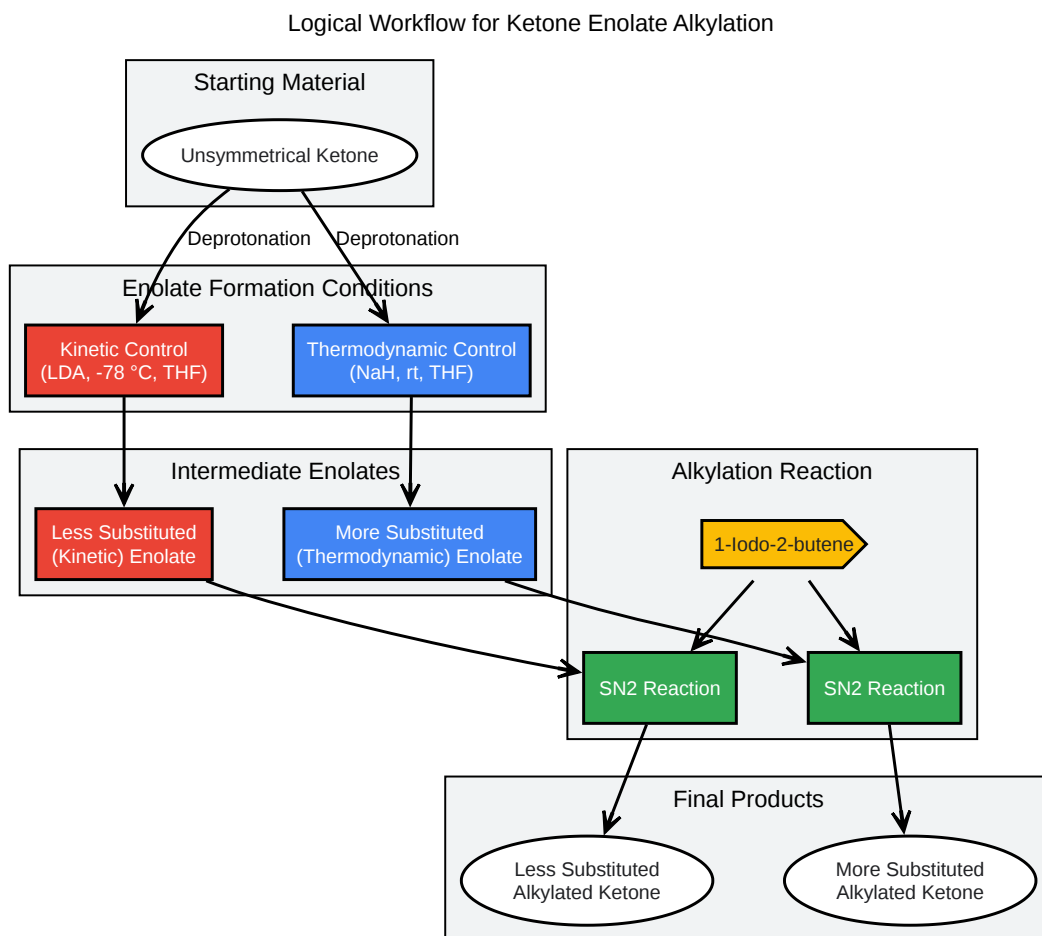 Logical Workflow for Ketone Enolate Alkylation
Starting Material
Unsymmetrical Ketone
Deprotonation
Deprotonation
Enolate Formation Conditions
Kinetic Control
(LDA, -78 °C, THF)
Thermodynamic Control
(NaH, rt, THF)
Intermediate Enolates
Less Substituted
(Kinetic) Enolate
More Substituted
(Thermodynamic) Enolate
Alkylation Reaction
1-Iodo-2-butene
SN2 Reaction
SN2 Reaction
Final Products
Less Substituted
Alkylated Ketone
More Substituted
Alkylated Ketone